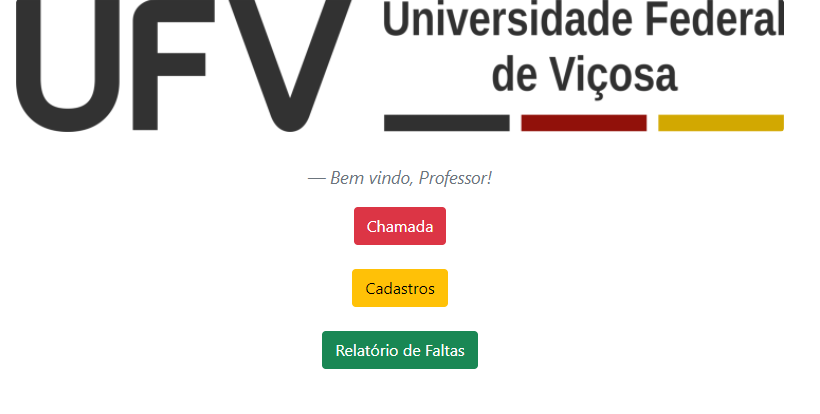 UFV
Universidade Federal
de Viçosa
— Bem vindo, Professor!
Chamada
Cadastros
Relatório de Faltas